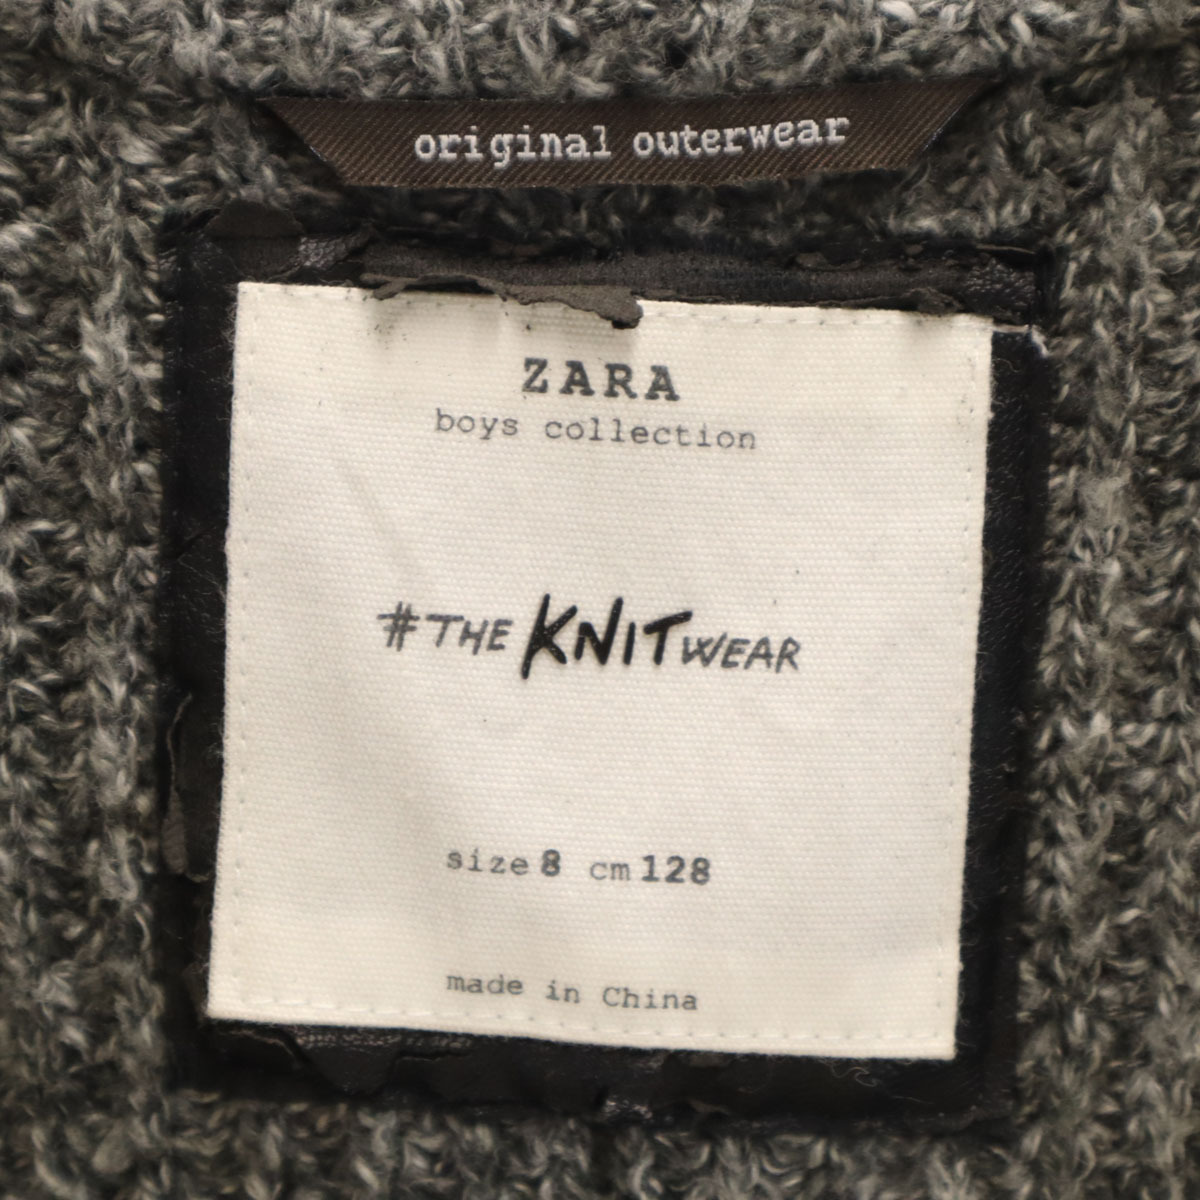 original outerwear
ZARA
boys collection
#THE KNITWEAR
size 8 cm 128
made in China